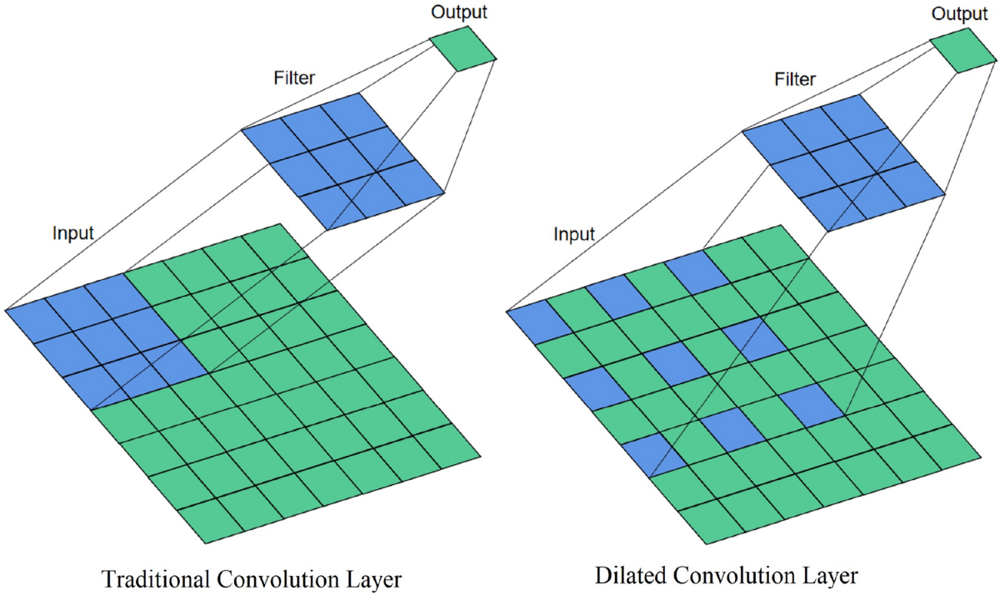 Output
Filter
Input
Traditional Convolution Layer
Output
Filter
Input
Dilated Convolution Layer